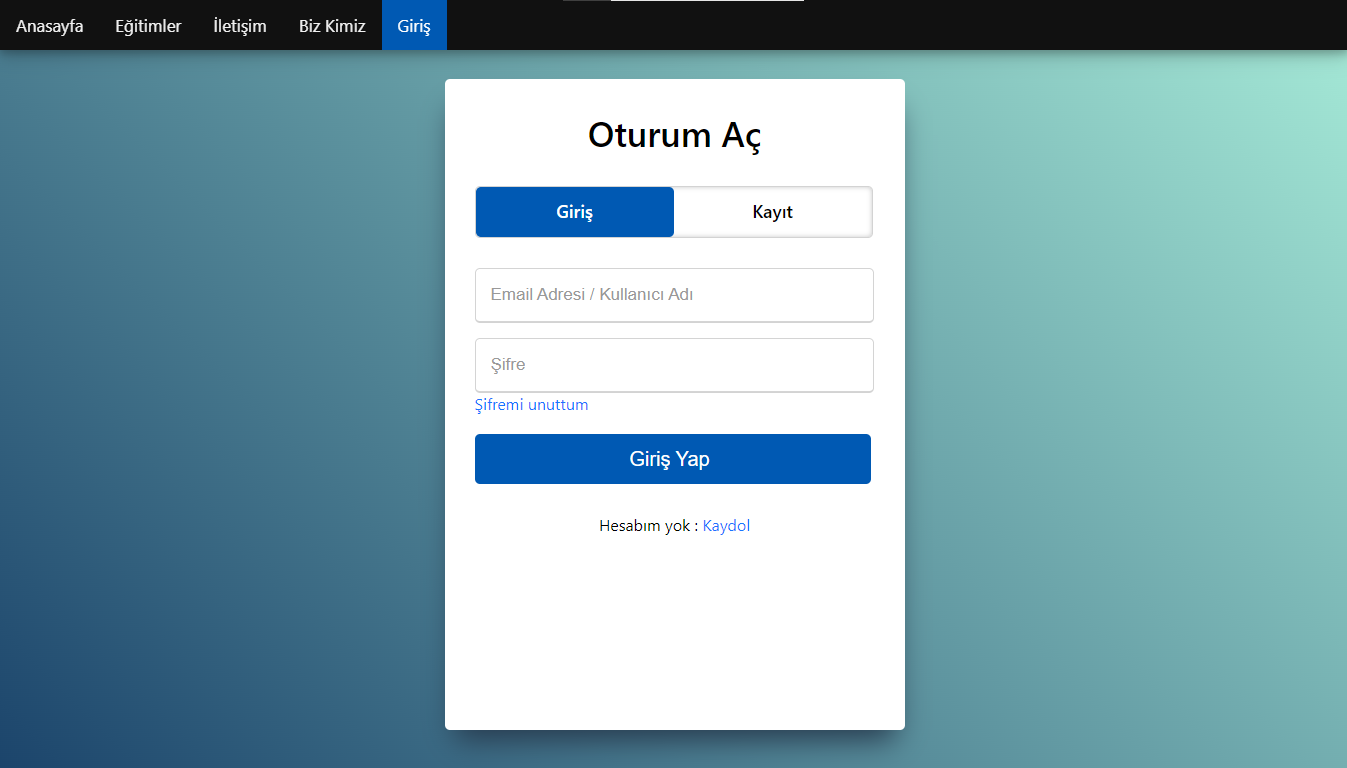 Anasayfa Eğitimler İletişim Biz Kimiz Giriş
Oturum Aç
Giriş Kayıt
Email Adresi / Kullanıcı Adı
Şifre
Şifremi unuttum
Giriş Yap
Hesabım yok : Kaydol